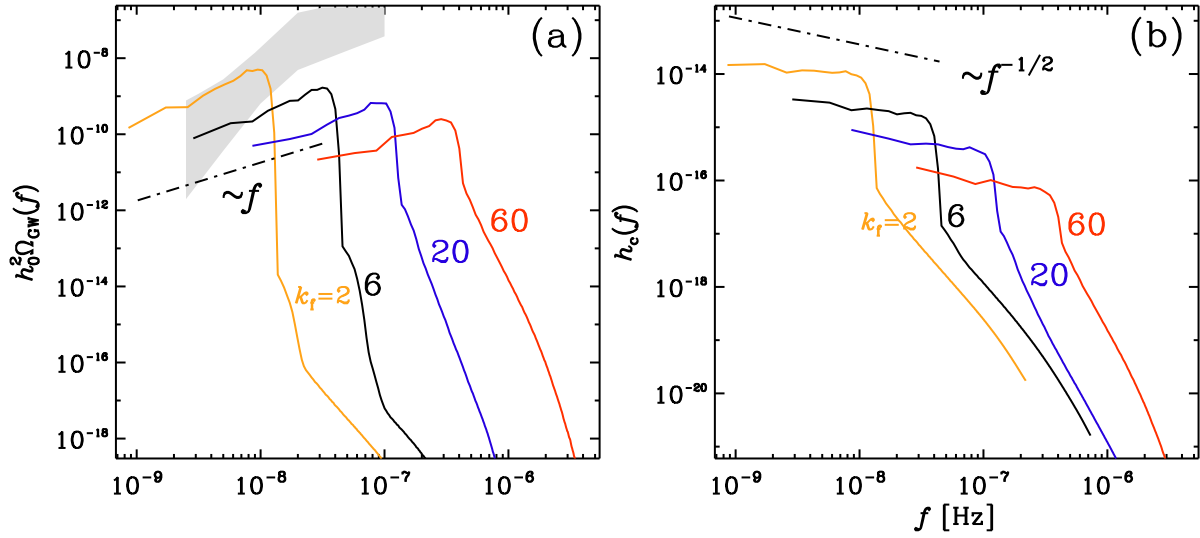 (a)
h₀²Ω_GW(f)
10⁻⁸
10⁻¹⁰
10⁻¹²
10⁻¹⁴
10⁻¹⁶
10⁻¹⁸
~f
k_f=2
6
20
60
10⁻⁹
10⁻⁸
10⁻⁷
10⁻⁶
(b)
h_c(f)
10⁻¹⁴
10⁻¹⁶
10⁻¹⁸
10⁻²⁰
~f⁻¹/²
k_f=2
6
20
60
10⁻⁹
10⁻⁸
10⁻⁷
10⁻⁶
f [Hz]